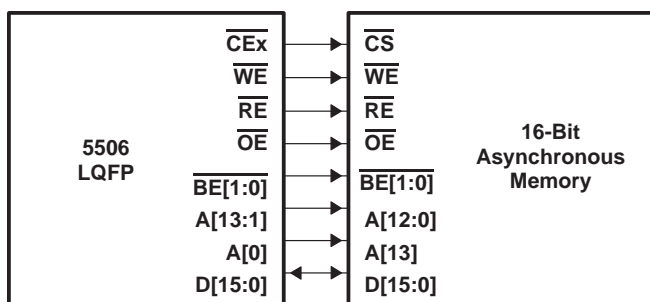 CEx CS
WE WE
RE RE
OE OE
5506
LQFP
16-Bit
Asynchronous
Memory
BE[1:0] BE[1:0]
A[13:1] A[12:0]
A[0] A[13]
D[15:0] D[15:0]